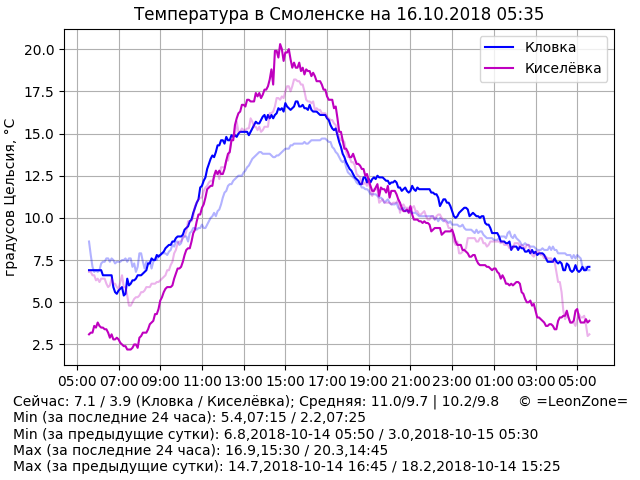 Температура в Смоленске на 16.10.2018 05:35
Кловка
Киселёвка
градусов Цельсия, °C
20.0
17.5
15.0
12.5
10.0
7.5
5.0
2.5
05:00 07:00 09:00 11:00 13:00 15:00 17:00 19:00 21:00 23:00 01:00 03:00 05:00
Сейчас: 7.1 / 3.9 (Кловка / Киселёвка); Средняя: 11.0/9.7 | 10.2/9.8 © =LeonZone=
Min (за последние 24 часа): 5.4,07:15 / 2.2,07:25
Min (за предыдущие сутки): 6.8,2018-10-14 05:50 / 3.0,2018-10-15 05:30
Max (за последние 24 часа): 16.9,15:30 / 20.3,14:45
Max (за предыдущие сутки): 14.7,2018-10-14 16:45 / 18.2,2018-10-14 15:25